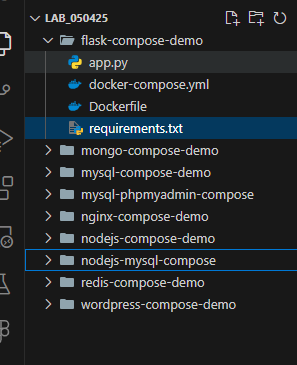 LAB_050425
flask-compose-demo
app.py
docker-compose.yml
Dockerfile
requirements.txt
mongo-compose-demo
mysql-compose-demo
mysql-phpmyadmin-compose
nginx-compose-demo
nodejs-compose-demo
nodejs-mysql-compose
redis-compose-demo
wordpress-compose-demo